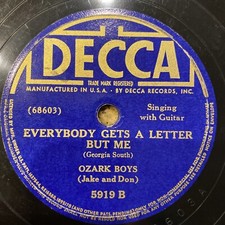 DECCA
TRADE MARK REGISTERED
MANUFACTURED IN U.S.A. - BY DECCA RECORDS, INC.
(68603)
Singing
with Guitar
EVERYBODY GETS A LETTER
BUT ME
(Georgia South)
OZARK BOYS
(Jake and Don)
5919 B